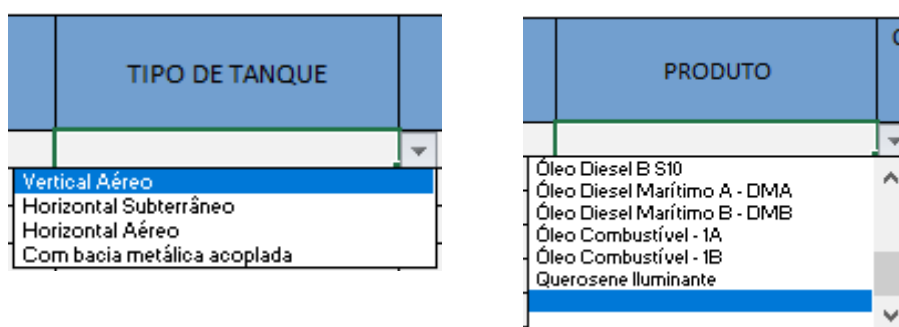 TIPO DE TANQUE
Vertical Aéreo
Horizontal Subterrâneo
Horizontal Aéreo
Com bacia metálica acoplada
PRODUTO
Óleo Diesel B S10
Óleo Diesel Marítimo A - DMA
Óleo Diesel Marítimo B - DMB
Óleo Combustível - 1A
Óleo Combustível - 1B
Querosene Iluminante